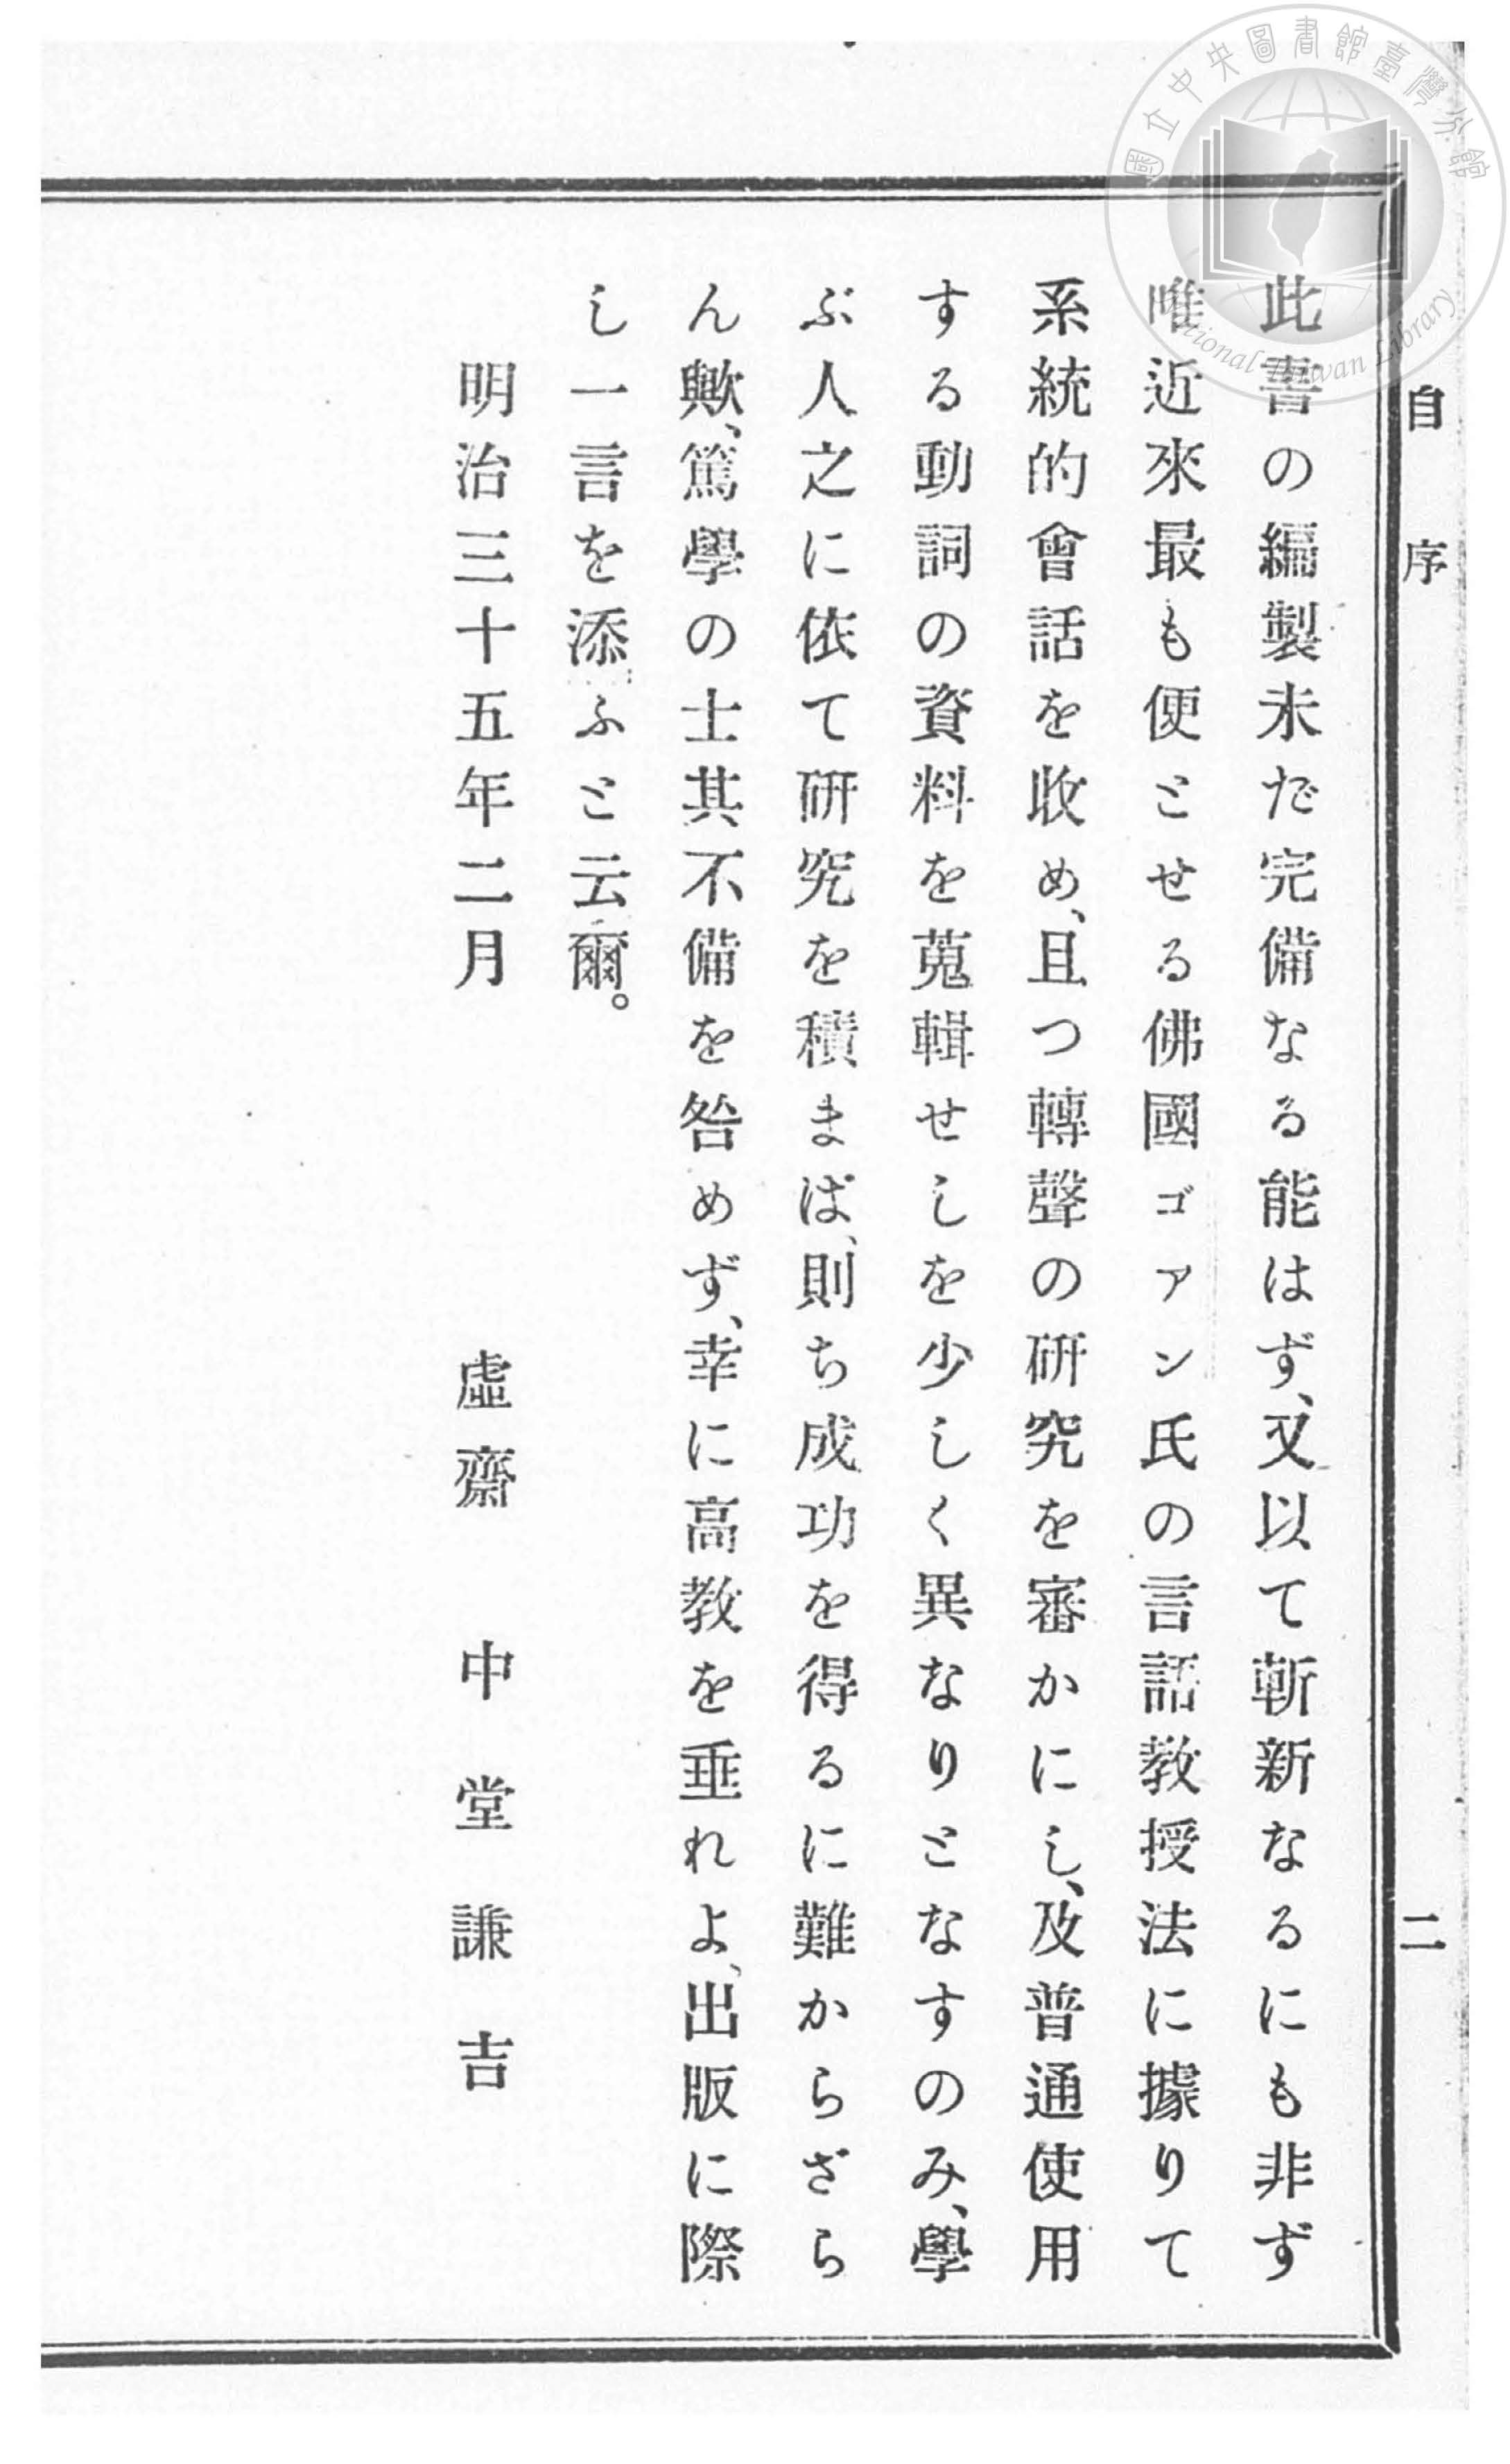 國立中央圖書館臺灣分館
National Taiwan Library
自序 二
此書の編製未だ完備なる能はず、又以て斬新なるにも非ず
唯近來最も便とせる佛國ゴアン氏の言語教授法に據りて
系統的會話を收め、且つ轉聲の研究を審かにし、及普通使用
する動詞の資料を蒐輯せしを少しく異なりとなすのみ、學
ぶ人之に依て研究を積まば、則ち成功を得るに難からざら
ん歟、篤學の士其不備を咎めず、幸に高教を垂れよ、出版に際
し一言を添ふと云爾。
明治三十五年二月
虛齋 中堂謙吉